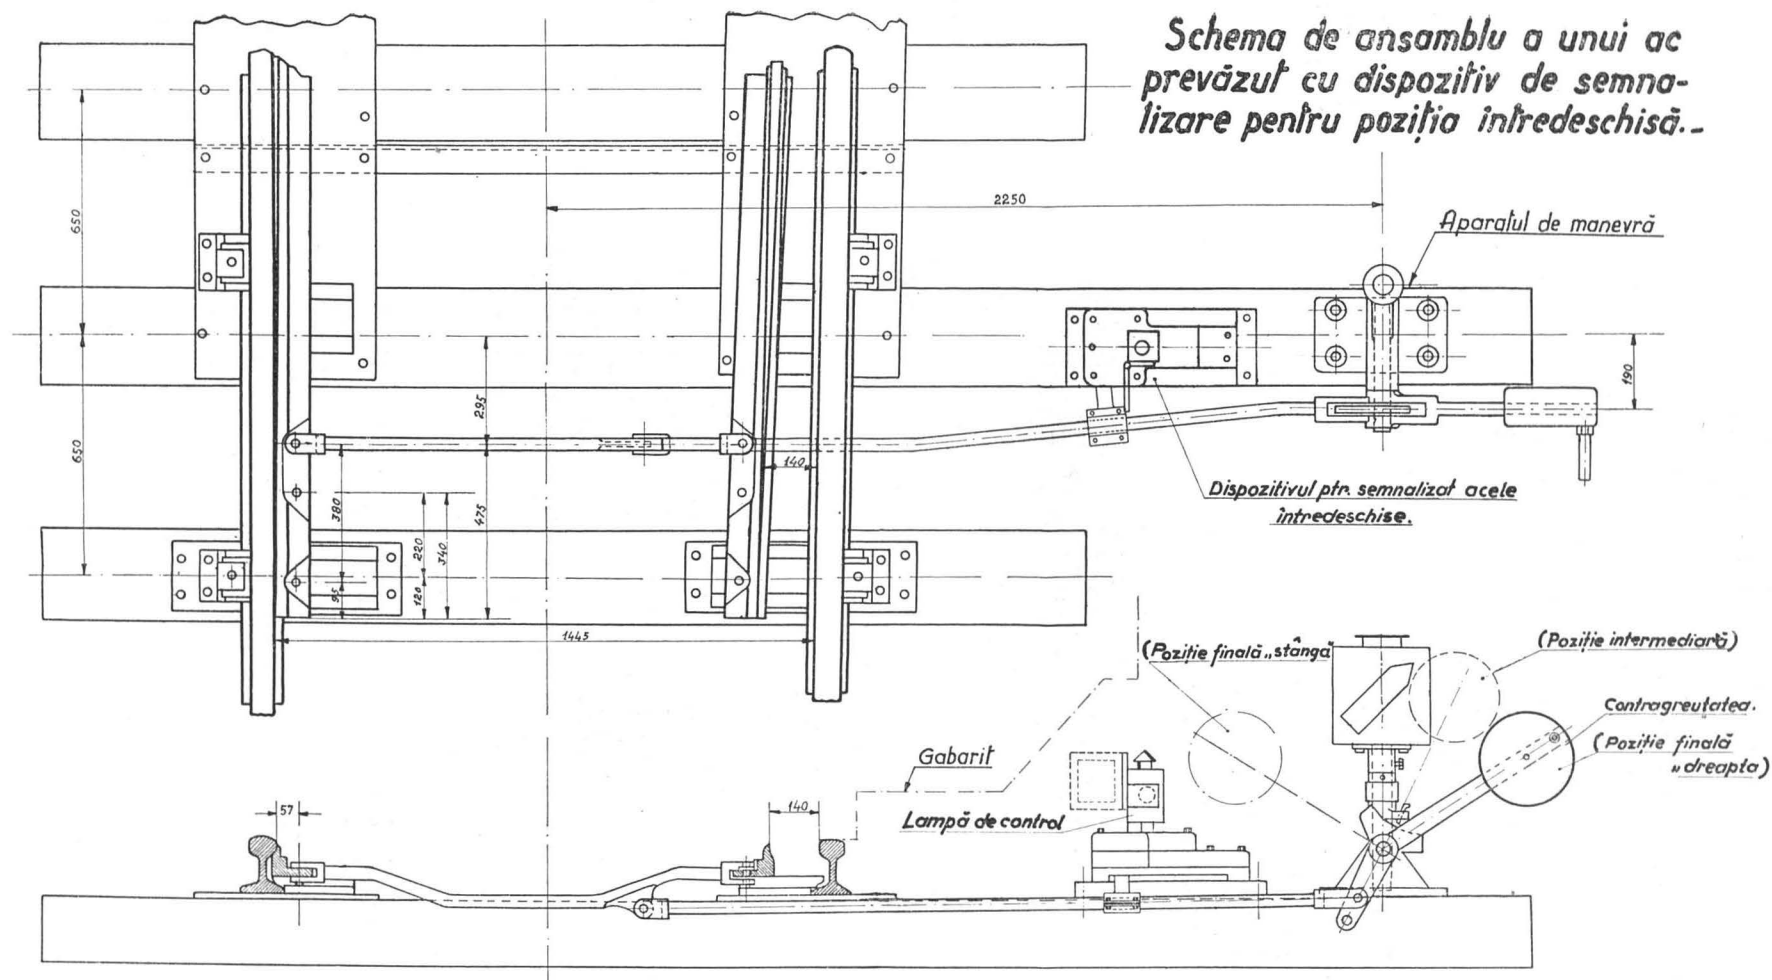 Schema de ansamblu a unui ac
prevăzut cu dispozitiv de semna-
lizare pentru poziția întredeschisă.-
2250
Aparatul de manevră
650
295
190
650
140
380
475
Dispozitivul ptr. semnalizat acele
întredeschise.
220
340
95
120
1445
(Poziție finală „stânga"
(Poziție intermediară)
Contragreutatea.
Gabarit
(Poziție finală
„dreapta)
57
140
Lampă de control